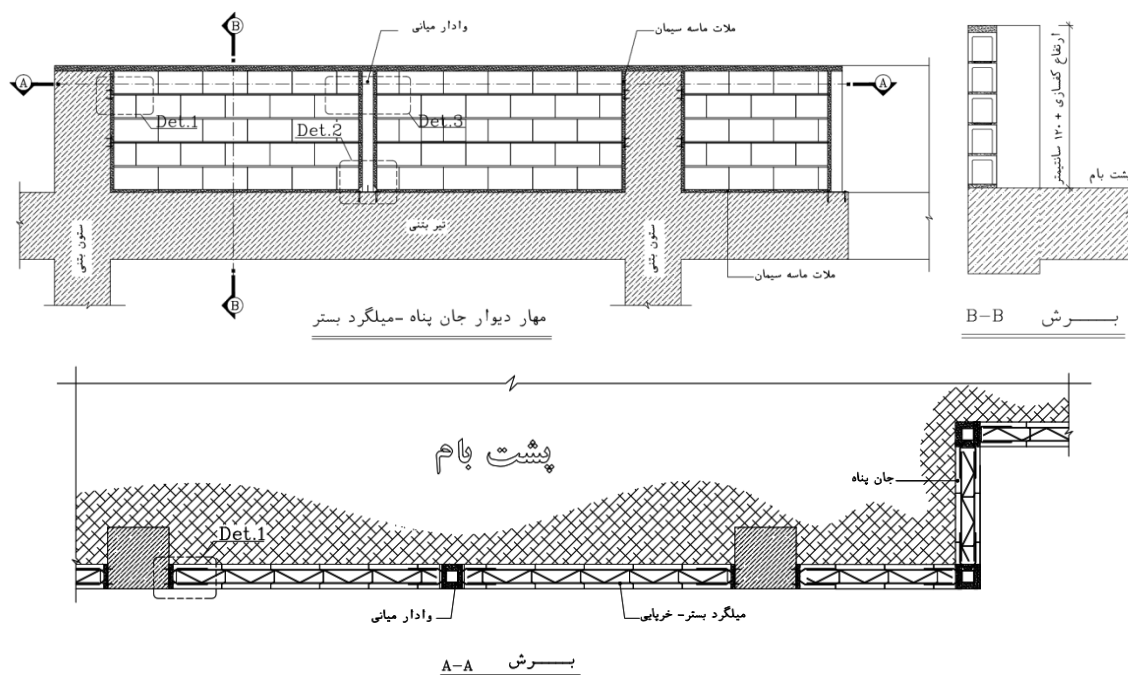 B
وادار میانی
ملات ماسه سیمان
A
A
Det.1
Det.2
Det.3
ارتفاع کفسازی + ۱۲۰ سانتیمتر
پشت بام
ستون بتنی
تیر بتنی
ستون بتنی
ملات ماسه سیمان
B
مهار دیوار جان پناه -میلگرد بستر
برش B-B
پشت بام
جان پناه
Det.1
وادار میانی
میلگرد بستر- خرپایی
برش A-A